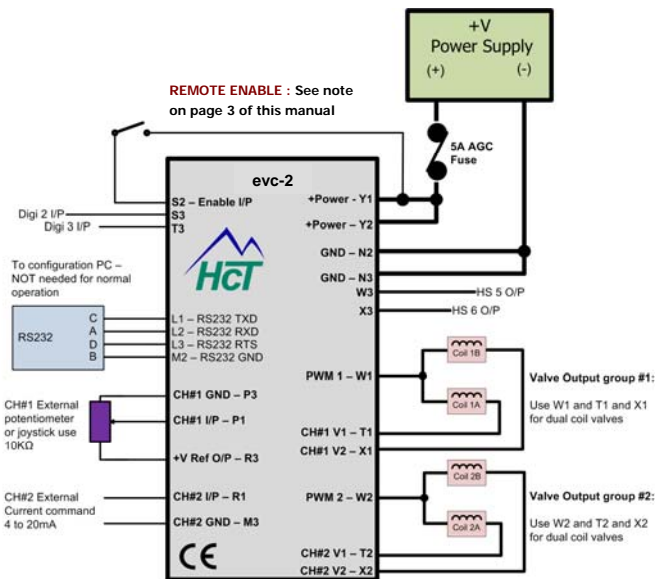 +V
Power Supply
(+) (-)
REMOTE ENABLE : See note
on page 3 of this manual
5A AGC
Fuse
evc-2
S2 – Enable I/P
+Power - Y1
Digi 2 I/P
S3
Digi 3 I/P
T3
+Power – Y2
HCT
GND – N2
GND – N3
To configuration PC –
NOT needed for normal
operation
W3
HS 5 O/P
X3
HS 6 O/P
RS232
C
A
D
B
L1 – RS232 TXD
L2 – RS232 RXD
L3 – RS232 RTS
M2 – RS232 GND
Coil 1B
PWM 1 – W1
Coil 1A
Valve Output group #1:
Use W1 and T1 and X1
for dual coil valves
CH#1 GND – P3
CH#1 External
potentiometer
or joystick use
10KΩ
CH#1 I/P – P1
CH#1 V1 – T1
CH#1 V2 – X1
+V Ref O/P – R3
Coil 2B
CH#2 External
Current command
4 to 20mA
CH#2 I/P – R1
PWM 2 – W2
Coil 2A
Valve Output group #2:
Use W2 and T2 and X2
for dual coil valves
CH#2 GND – M3
CH#2 V1 – T2
CH#2 V2 – X2
CE